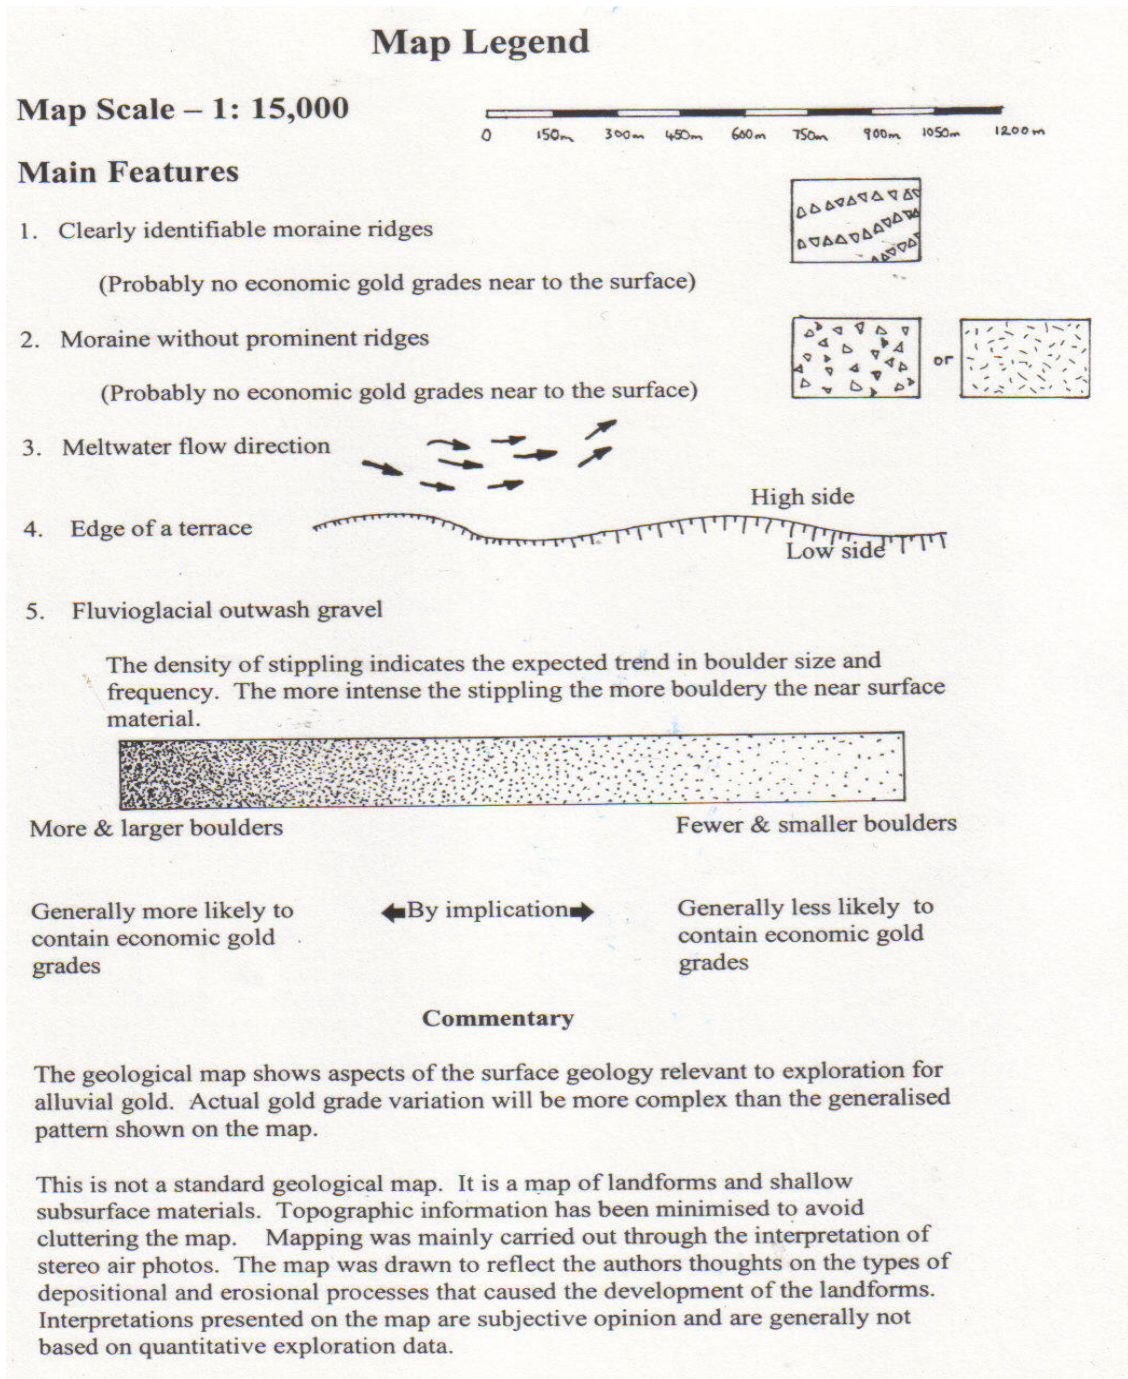 Map Legend
Map Scale – 1: 15,000
0 150m 300m 450m 600m 750m 900m 1050m 1200m
Main Features
1. Clearly identifiable moraine ridges
(Probably no economic gold grades near to the surface)
2. Moraine without prominent ridges
or
(Probably no economic gold grades near to the surface)
3. Meltwater flow direction
High side
4. Edge of a terrace
Low side
5. Fluvioglacial outwash gravel
The density of stippling indicates the expected trend in boulder size and
frequency. The more intense the stippling the more bouldery the near surface
material.
More & larger boulders
Fewer & smaller boulders
Generally more likely to
contain economic gold
grades
By implication
Generally less likely to
contain economic gold
grades
Commentary
The geological map shows aspects of the surface geology relevant to exploration for
alluvial gold. Actual gold grade variation will be more complex than the generalised
pattern shown on the map.
This is not a standard geological map. It is a map of landforms and shallow
subsurface materials. Topographic information has been minimised to avoid
cluttering the map. Mapping was mainly carried out through the interpretation of
stereo air photos. The map was drawn to reflect the authors thoughts on the types of
depositional and erosional processes that caused the development of the landforms.
Interpretations presented on the map are subjective opinion and are generally not
based on quantitative exploration data.